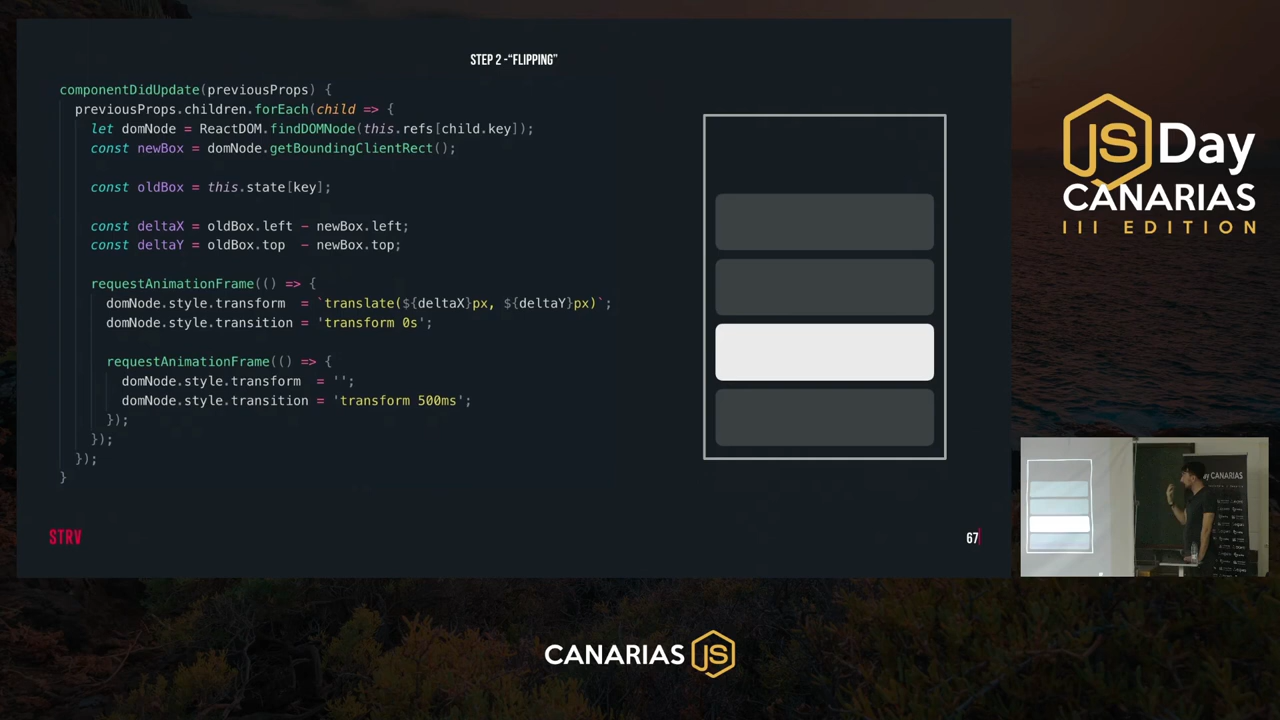 STEP 2 -“FLIPPING”
componentDidUpdate(previousProps) {
previousProps.children.forEach(child => {
let domNode = ReactDOM.findDOMNode(this.refs[child.key]);
const newBox = domNode.getBoundingClientRect();
const oldBox = this.state[key];
const deltaX = oldBox.left - newBox.left;
const deltaY = oldBox.top  - newBox.top;
requestAnimationFrame(() => {
domNode.style.transform  = `translate(${deltaX}px, ${deltaY}px)`;
domNode.style.transition = 'transform 0s';
requestAnimationFrame(() => {
domNode.style.transform  = '';
domNode.style.transition = 'transform 500ms';
});
});
});
}
STRV
67
JS Day
CANARIAS
III EDITION
CANARIAS
CANARIAS JS